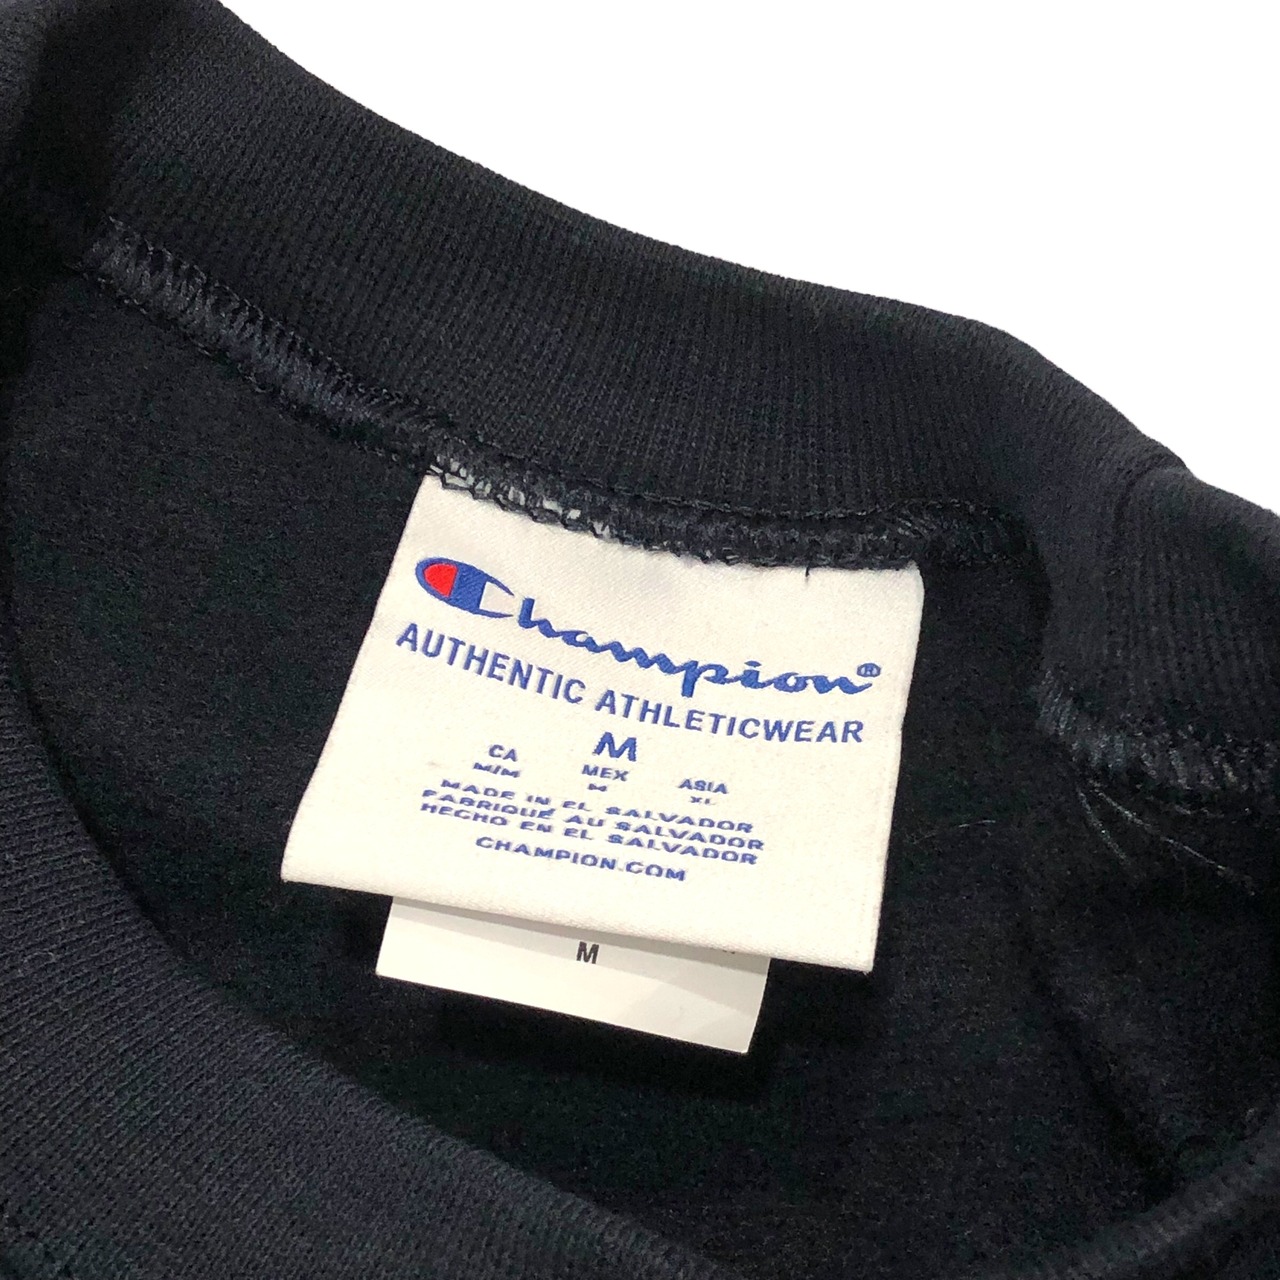 Champion®
AUTHENTIC ATHLETICWEAR
M
CA MEX ASIA
M/M M XL
MADE IN EL SALVADOR
FABRIQUÉ AU SALVADOR
HECHO EN EL SALVADOR
CHAMPION.COM
M